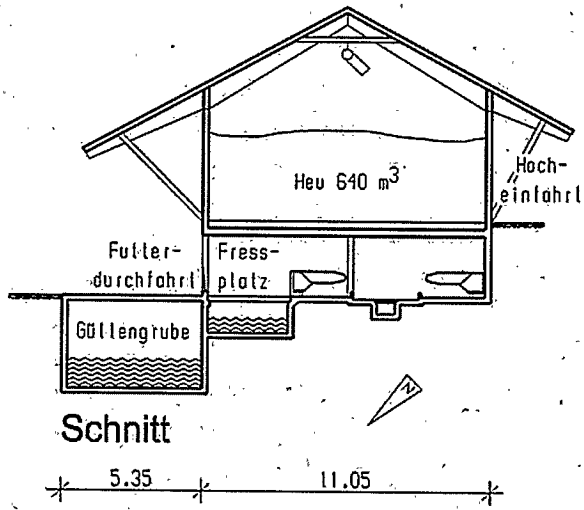 Heu 640 m³
Hoch-
einfahrt
Futter-
durchfahrt
Fress-
platz
Güllengrube
N
Schnitt
5.35
11.05